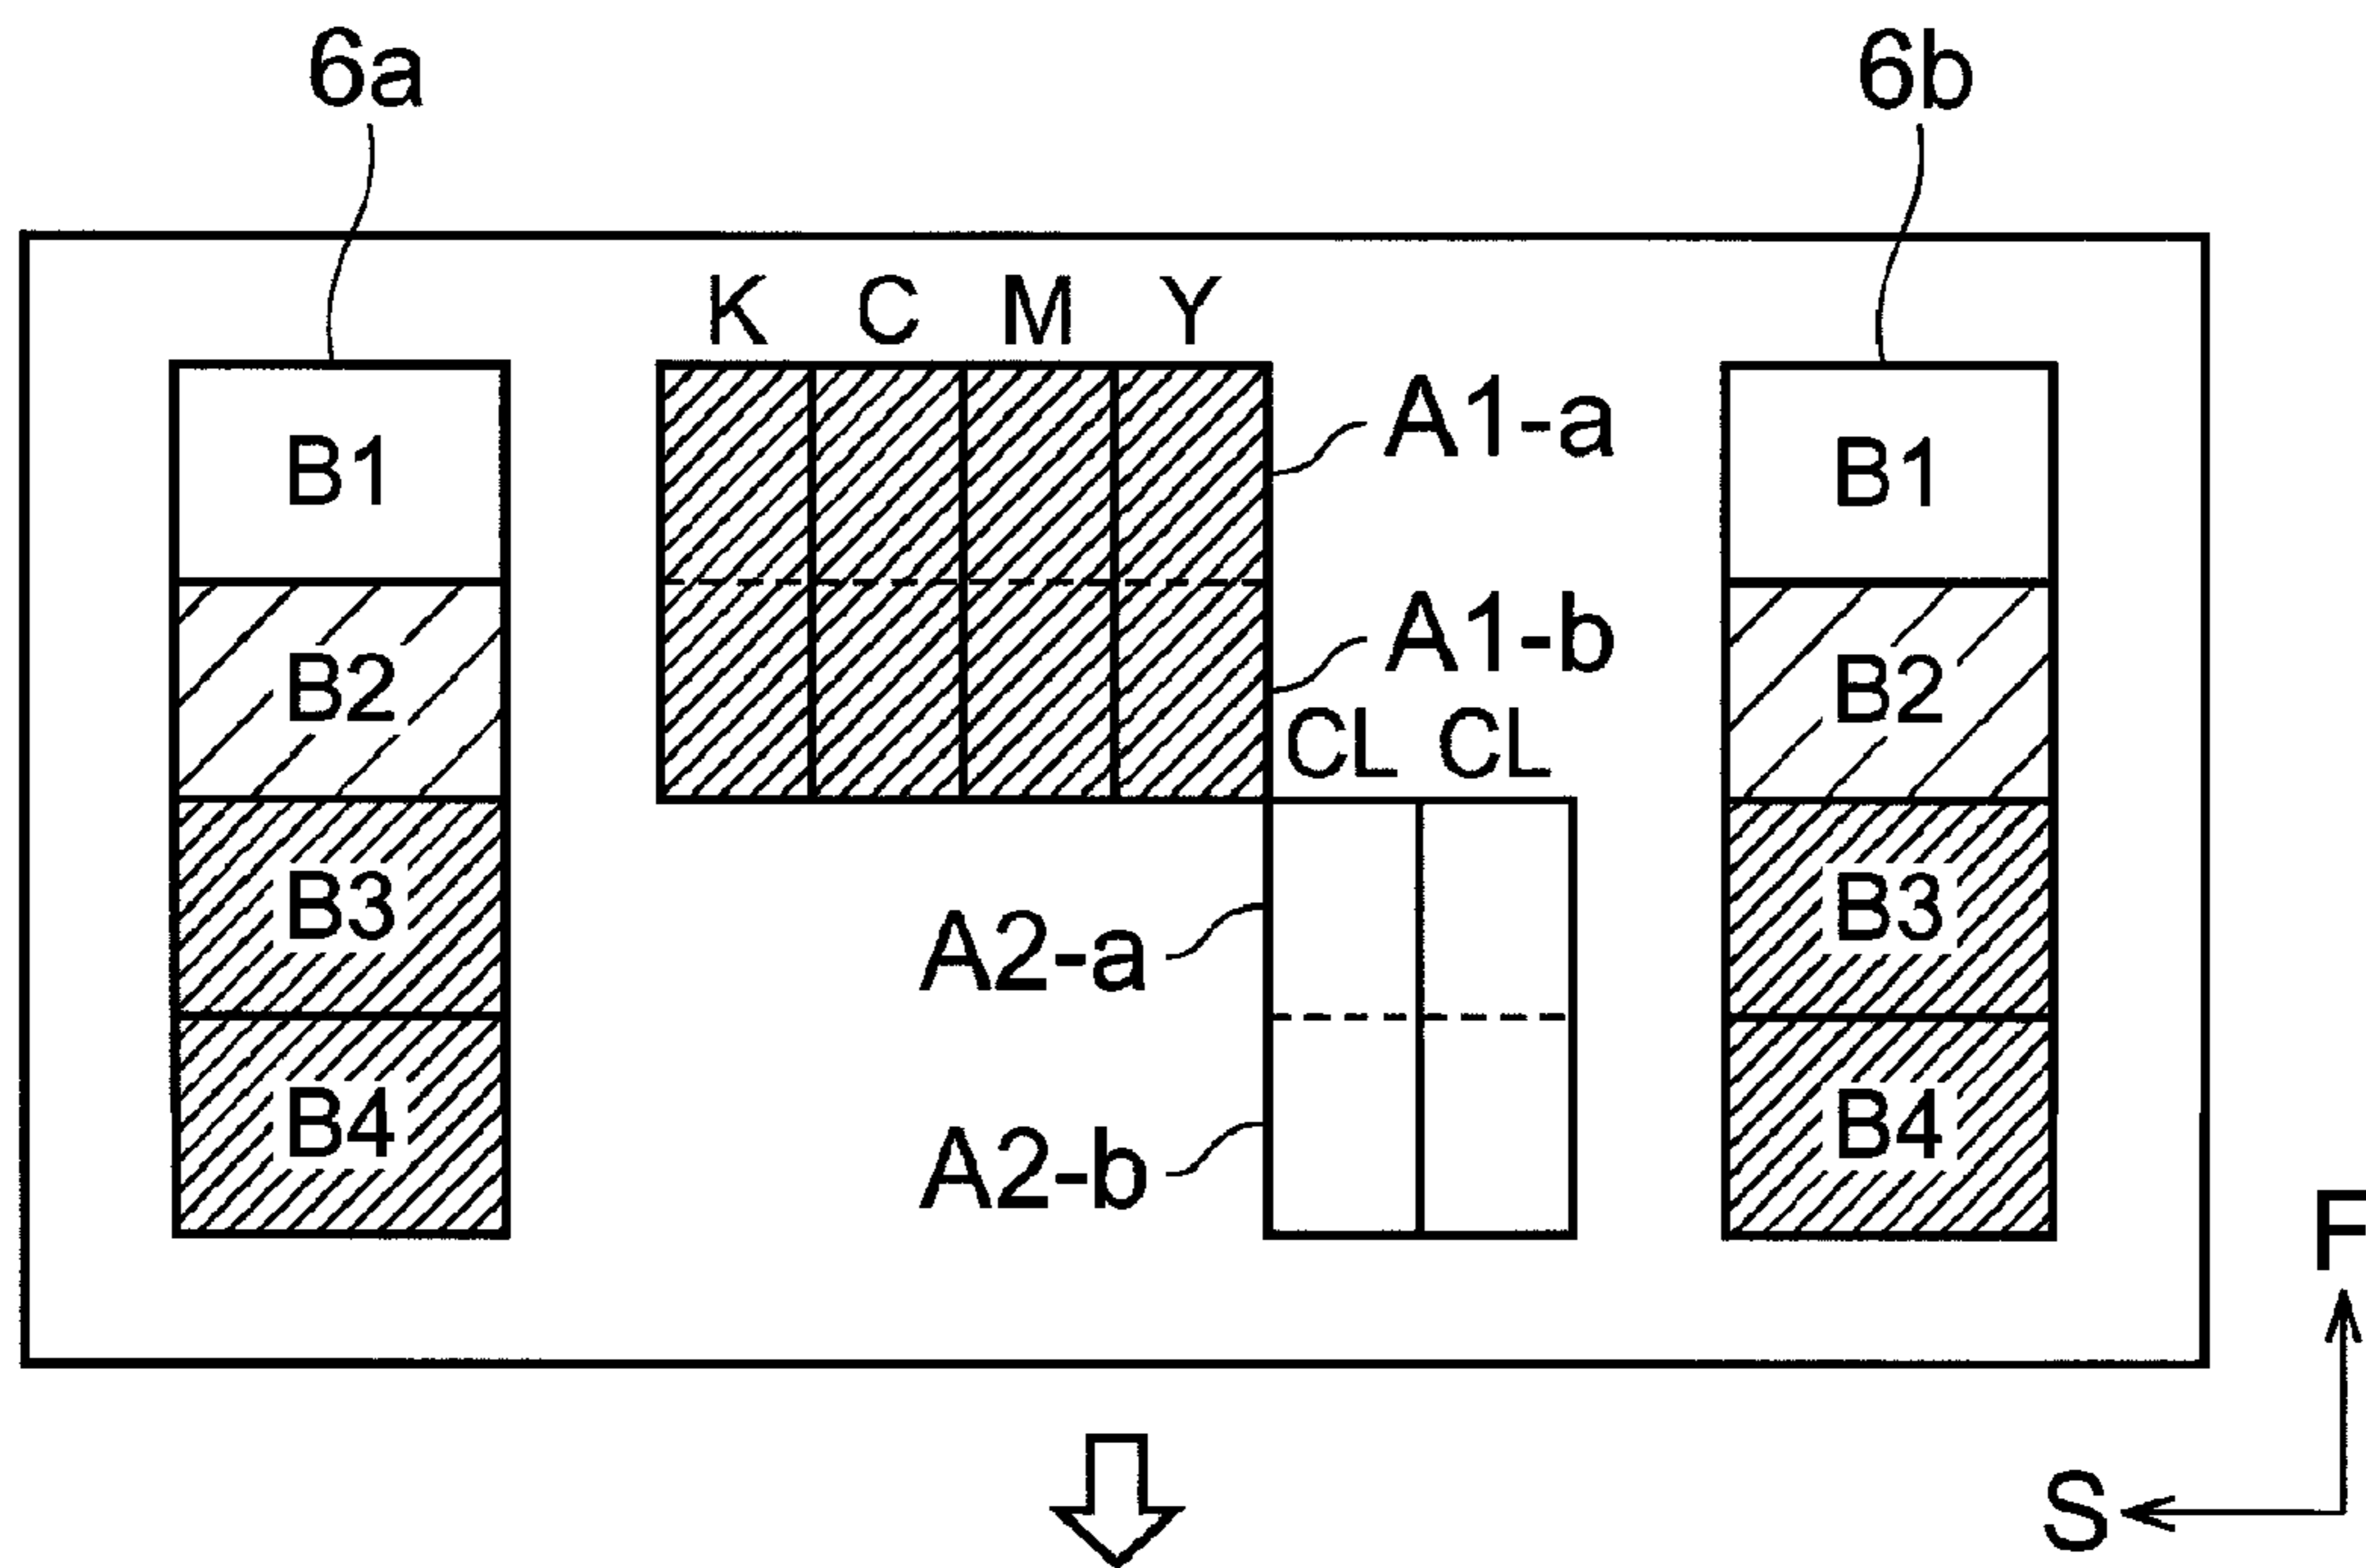 6a 6b
K C M Y
A1-a
B1 B1
A1-b
B2 B2
CL CL
B3 B3
A2-a
B4 B4
A2-b
F
S